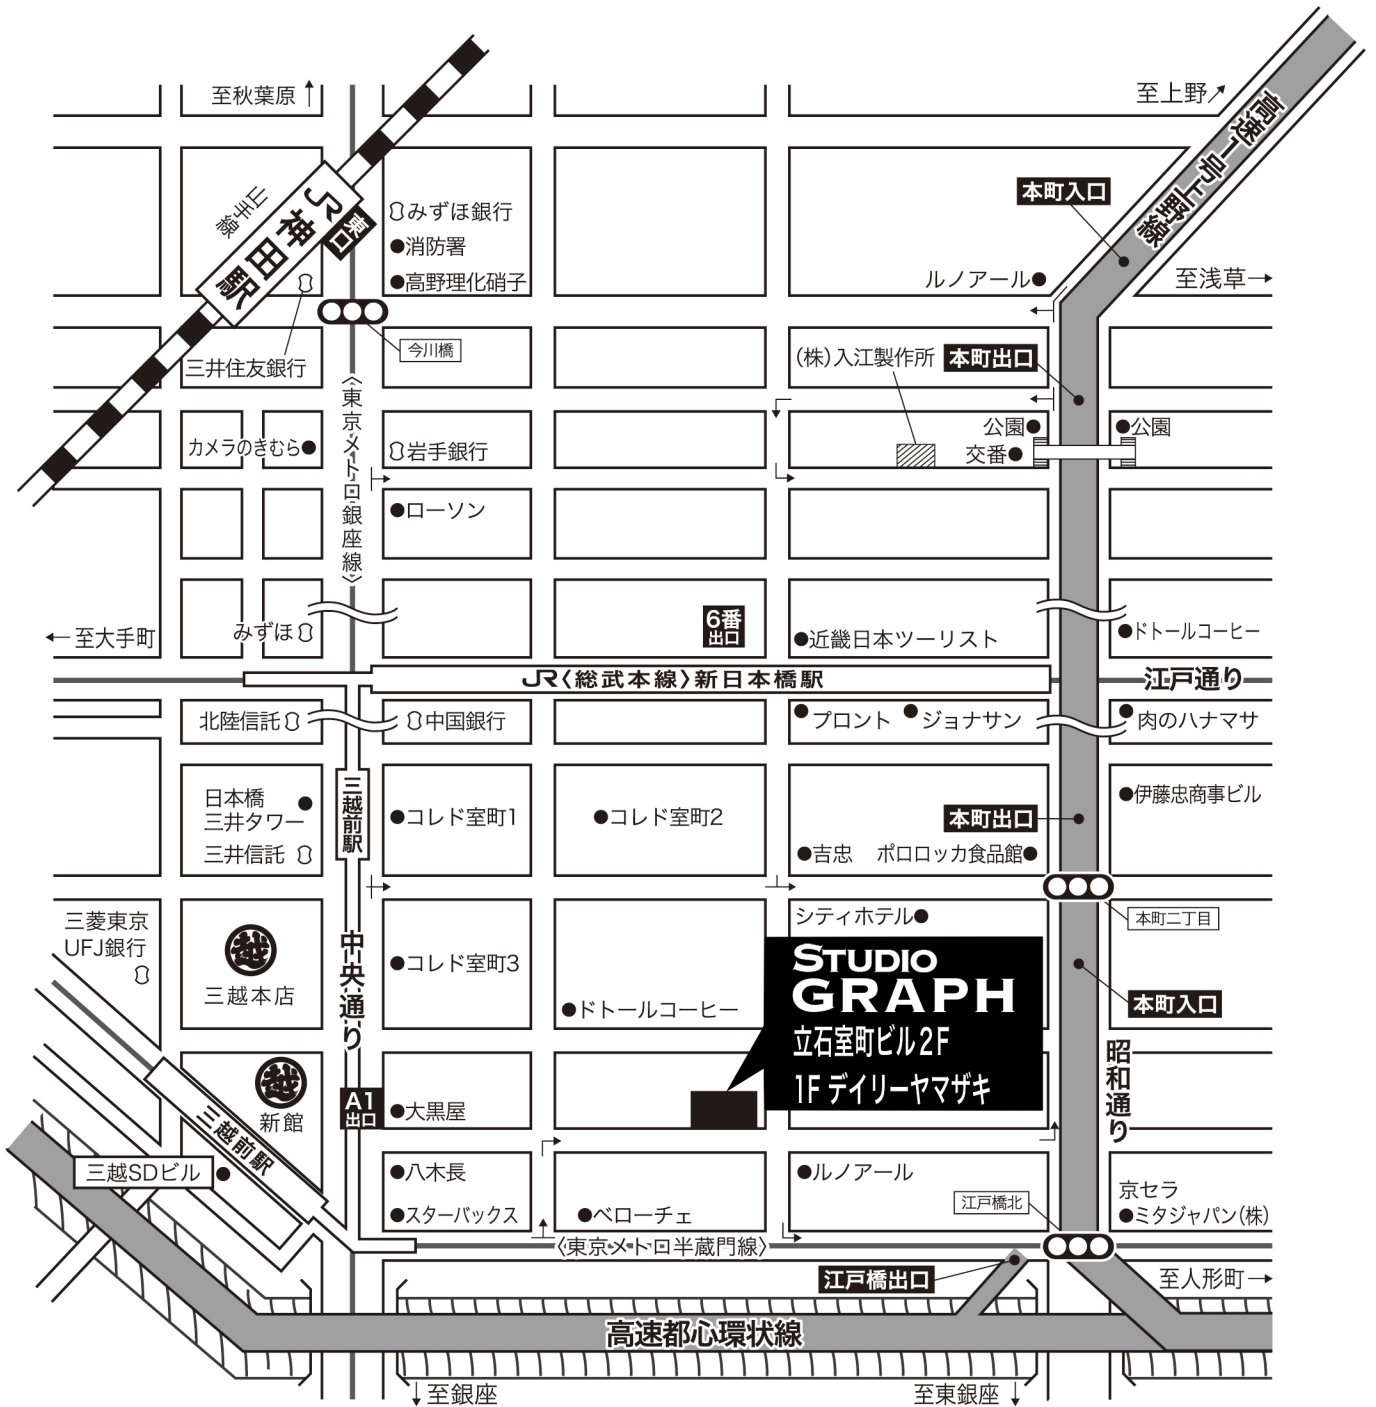 至秋葉原
至上野
高速1号上野線
山手線
JR神田駅
東口
みずほ銀行
消防署
高野理化硝子
本町入口
ルノアール
至浅草
今川橋
三井住友銀行
〈東京メトロ銀座線〉
(株)入江製作所
本町出口
カメラのきむら
岩手銀行
公園
公園
交番
ローソン
みずほ
6番
出口
近畿日本ツーリスト
ドトールコーヒー
至大手町
JR〈総武本線〉新日本橋駅
江戸通り
北陸信託
中国銀行
プロント
ジョナサン
肉のハナマサ
日本橋
三井タワー
三井信託
三越前駅
コレド室町1
コレド室町2
本町出口
伊藤忠商事ビル
吉忠
ポロロッカ食品館
本町二丁目
三菱東京
UFJ銀行
越
三越本店
中央通り
コレド室町3
シティホテル
ドトールコーヒー
STUDIO
GRAPH
立石室町ビル2F
1F デイリーヤマザキ
本町入口
昭和通り
越
新館
A1
出口
大黒屋
三越前駅
三越SDビル
八木長
スターバックス
ベローチェ
ルノアール
京セラ
ミタジャパン(株)
江戸橋北
〈東京メトロ半蔵門線〉
江戸橋出口
至人形町
高速都心環状線
至銀座
至東銀座